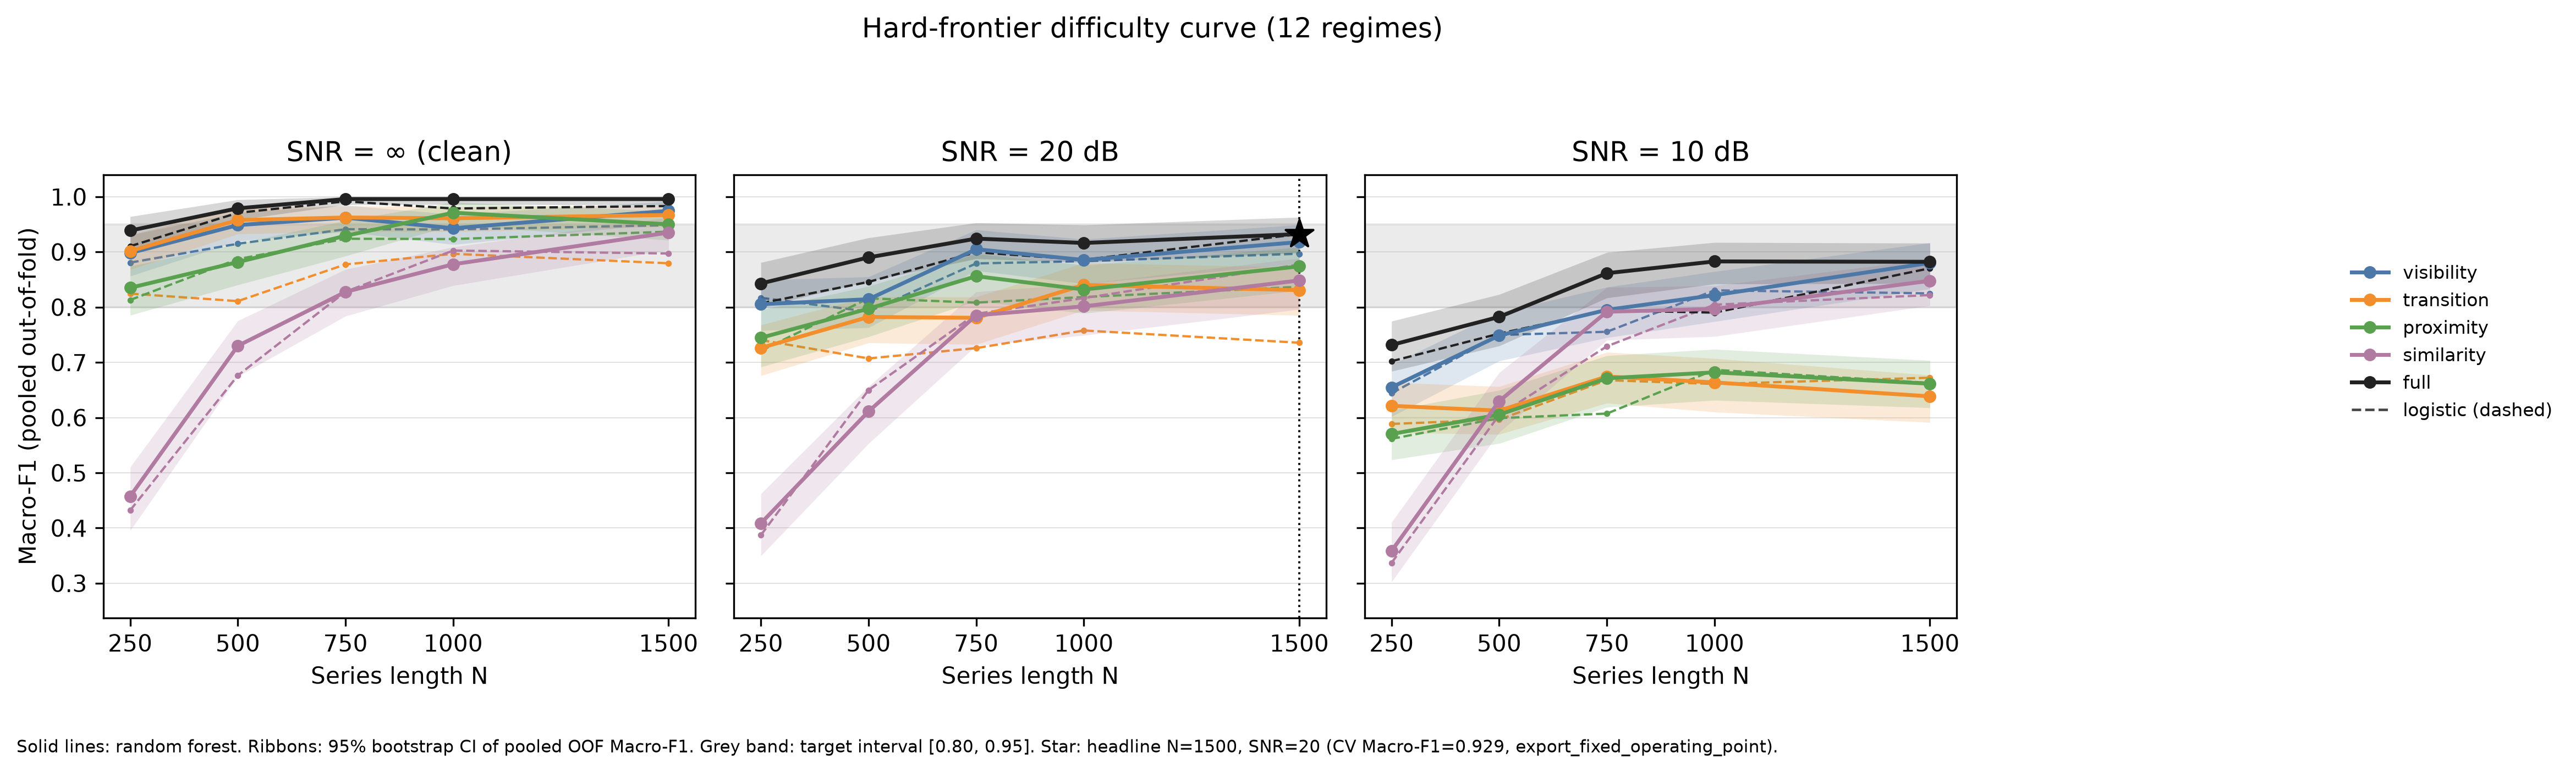 Hard-frontier difficulty curve (12 regimes)
SNR = ∞ (clean)
SNR = 20 dB
SNR = 10 dB
Macro-F1 (pooled out-of-fold)
1.0
0.9
0.8
0.7
0.6
0.5
0.4
0.3
250 500 750 1000 1500
250 500 750 1000 1500
250 500 750 1000 1500
Series length N
Series length N
Series length N
visibility
transition
proximity
similarity
full
logistic (dashed)
Solid lines: random forest. Ribbons: 95% bootstrap CI of pooled OOF Macro-F1. Grey band: target interval [0.80, 0.95]. Star: headline N=1500, SNR=20 (CV Macro-F1=0.929, export_fixed_operating_point).